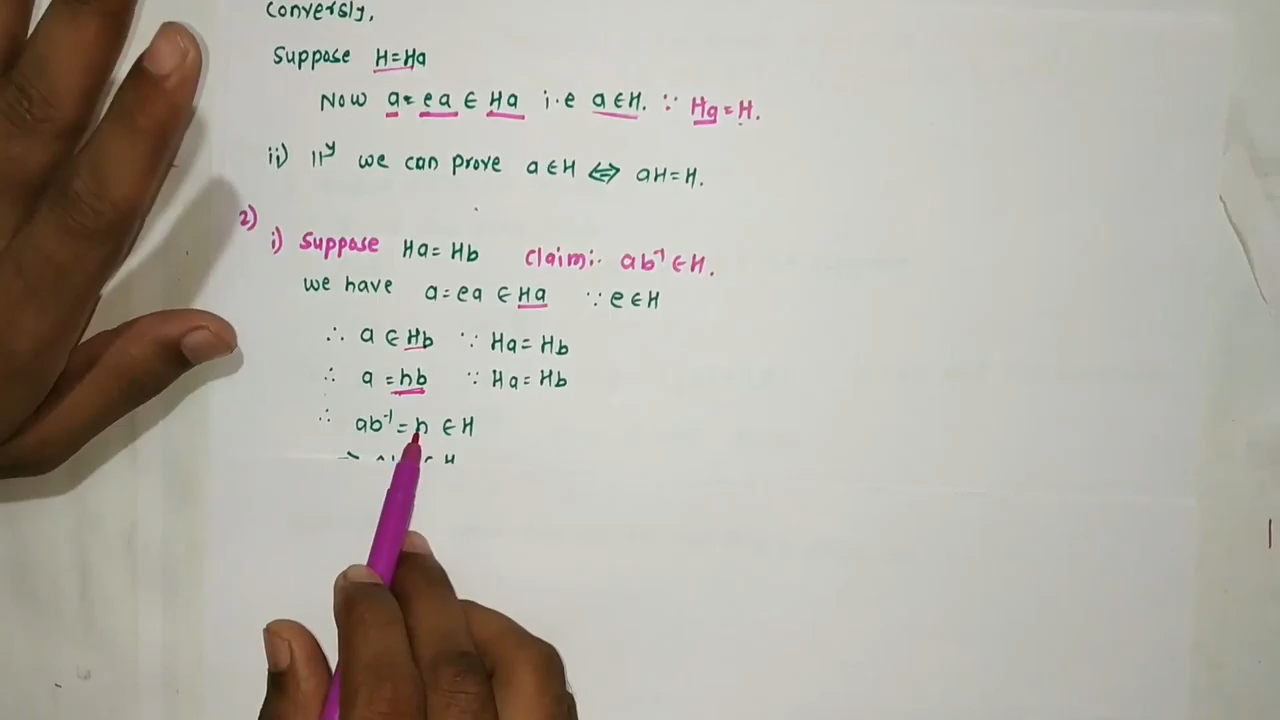 Conversly,
Suppose H=Ha
Now a=ea ∈ Ha i.e a∈H. ∵ Ha=H.
ii) |||ly we can prove a∈H ⇔ aH=H.
2)
i) Suppose Ha=Hb Claim:. ab⁻¹∈H.
we have a=ea ∈Ha ∵ e∈H
∴ a∈Hb ∵ Ha=Hb
∴ a=hb ∵ Ha=Hb
∴ ab⁻¹=h ∈H